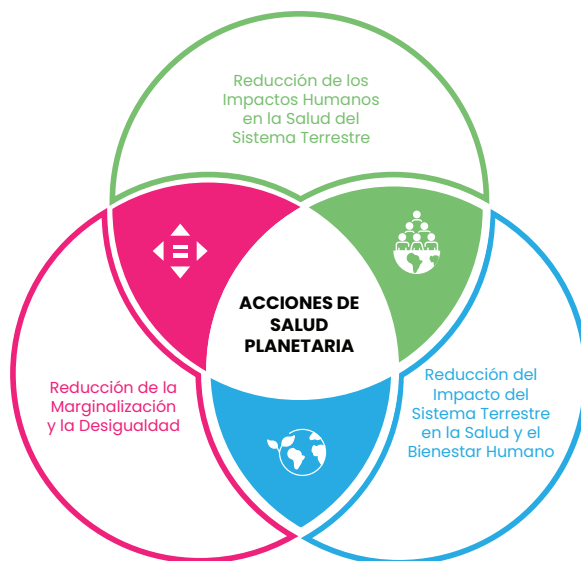 Reducción de los
Impactos Humanos
en la Salud del
Sistema Terrestre
ACCIONES DE
SALUD
PLANETARIA
Reducción de la
Marginalización
y la Desigualdad
Reducción del
Impacto del
Sistema Terrestre
en la Salud y el
Bienestar Humano